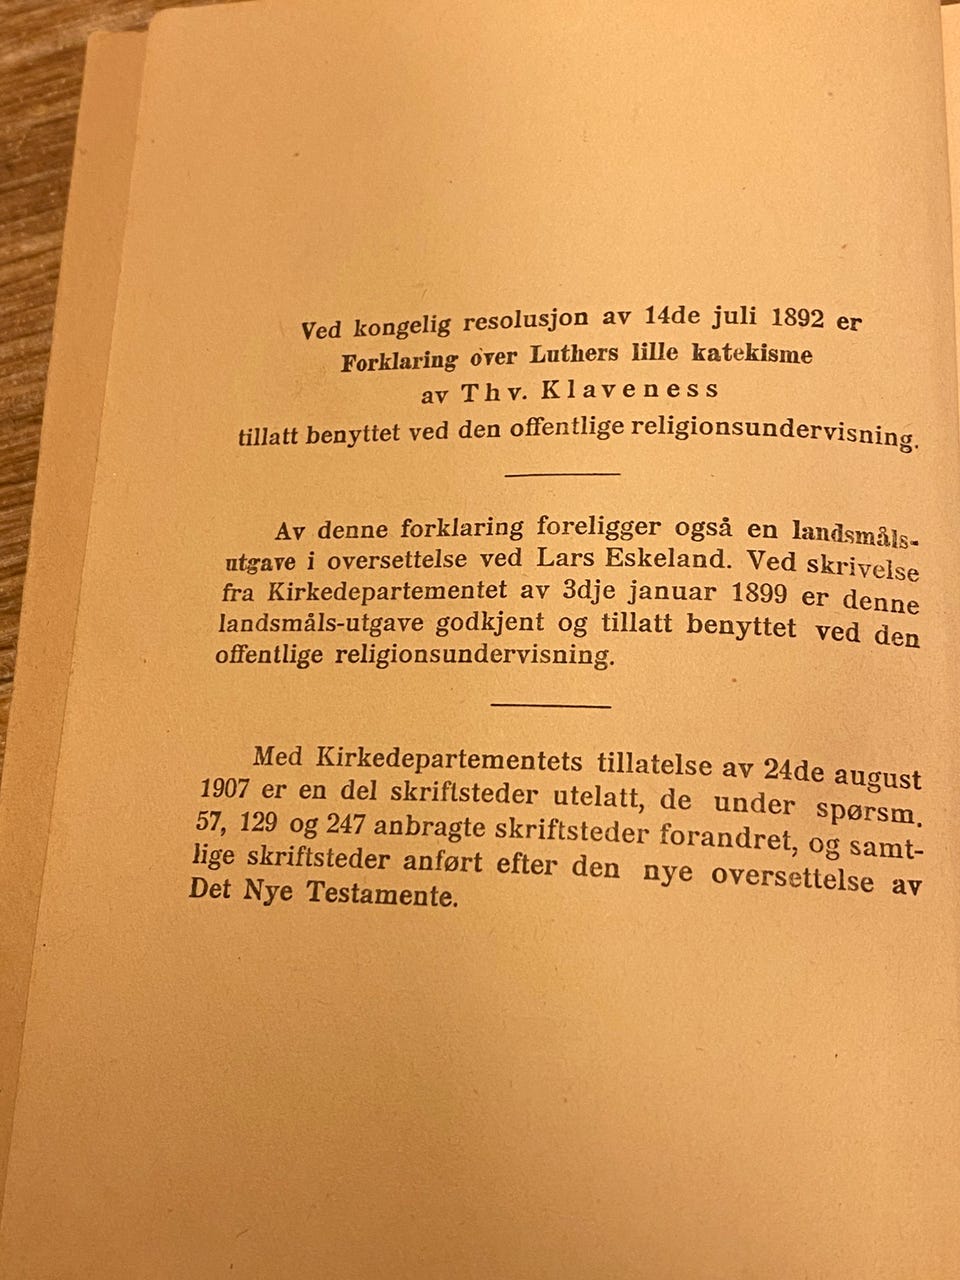 Ved kongelig resolusjon av 14de juli 1892 er
Forklaring over Luthers lille katekisme
av Thv. Klaveness
tillatt benyttet ved den offentlige religionsundervisning.
Av denne forklaring foreligger også en landsmåls-
utgave i oversettelse ved Lars Eskeland. Ved skrivelse
fra Kirkedepartementet av 3dje januar 1899 er denne
landsmåls-utgave godkjent og tillatt benyttet ved den
offentlige religionsundervisning.
Med Kirkedepartementets tillatelse av 24de august
1907 er en del skriftsteder utelatt, de under spørsm.
57, 129 og 247 anbragte skriftsteder forandret, og samt-
lige skriftsteder anført efter den nye oversettelse av
Det Nye Testamente.